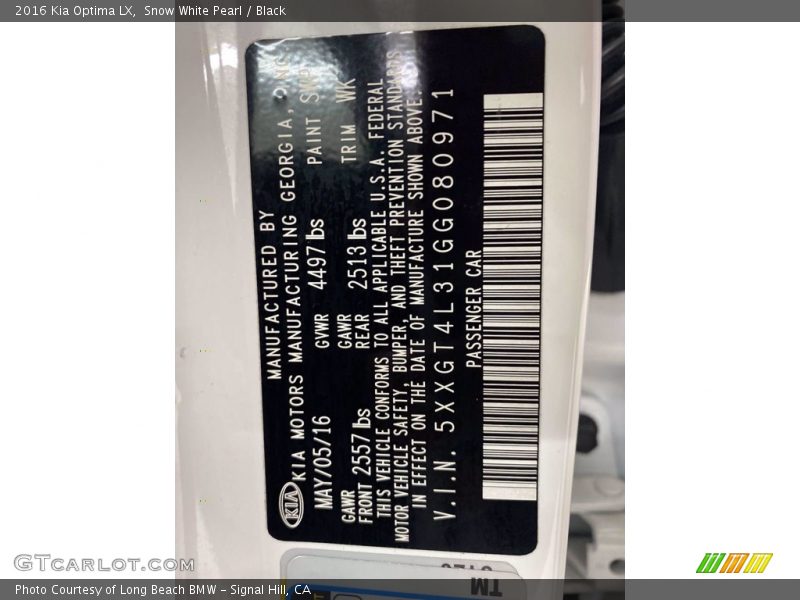 2016 Kia Optima LX, Snow White Pearl / Black
MANUFACTURED BY
KIA MOTORS MANUFACTURING GEORGIA, INC
MAY/05/16 GVWR 4497 lbs PAINT SWP
GAWR FRONT 2557 lbs GAWR REAR 2513 lbs TRIM WK
THIS VEHICLE CONFORMS TO ALL APPLICABLE U.S.A. FEDERAL
MOTOR VEHICLE SAFETY, BUMPER, AND THEFT PREVENTION STANDARDS
IN EFFECT ON THE DATE OF MANUFACTURE SHOWN ABOVE.
V.I.N. 5XXGT4L31GG080971
PASSENGER CAR
KIA
TM
GTCarLot.com
Photo Courtesy of Long Beach BMW - Signal Hill, CA